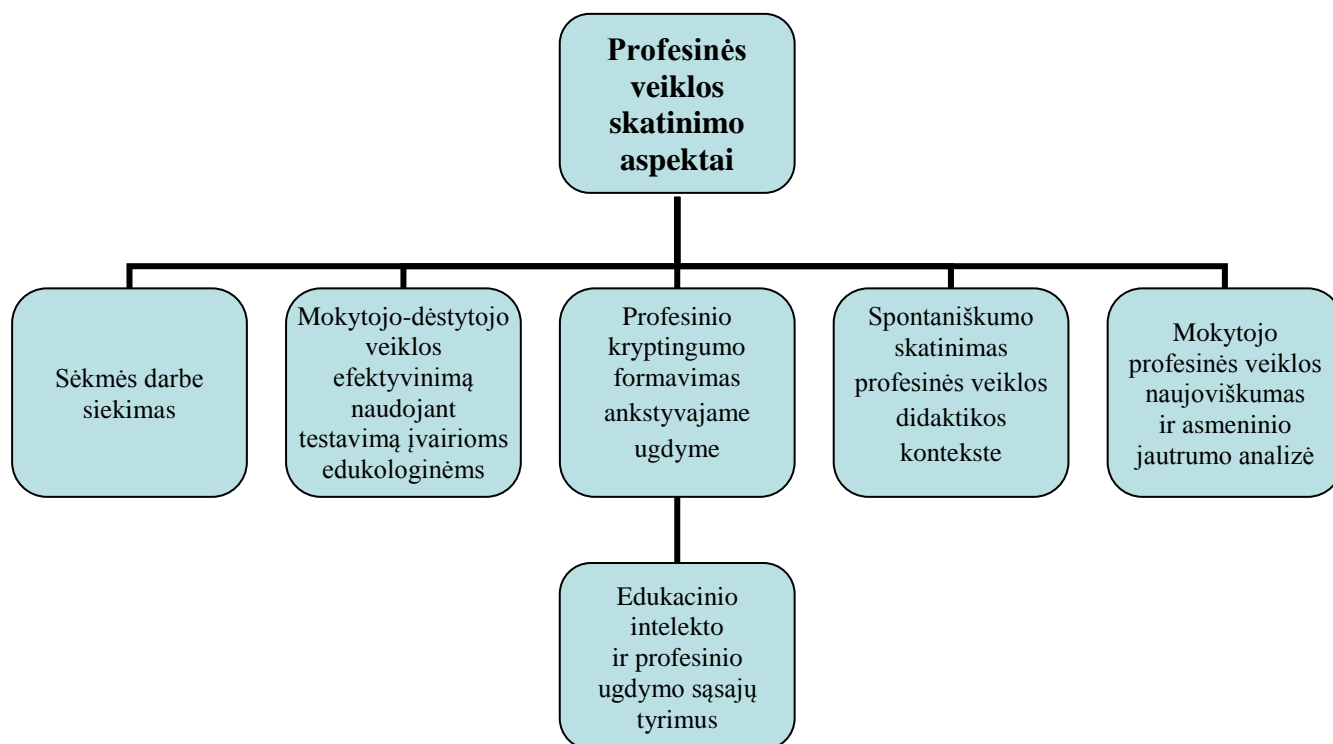 Profesinės
veiklos
skatinimo
aspektai
Sėkmės darbe
siekimas
Mokytojo-dėstytojo
veiklos
efektyvinimą
naudojant
testavimą įvairioms
edukologinėms
Profesinio
kryptingumo
formavimas
ankstyvajame
ugdyme
Spontaniškumo
skatinimas
profesinės veiklos
didaktikos
kontekste
Mokytojo
profesinės veiklos
naujoviškumas
ir asmeninio
jautrumo analizė
Edukacinio
intelekto
ir profesinio
ugdymo sąsajų
tyrimus